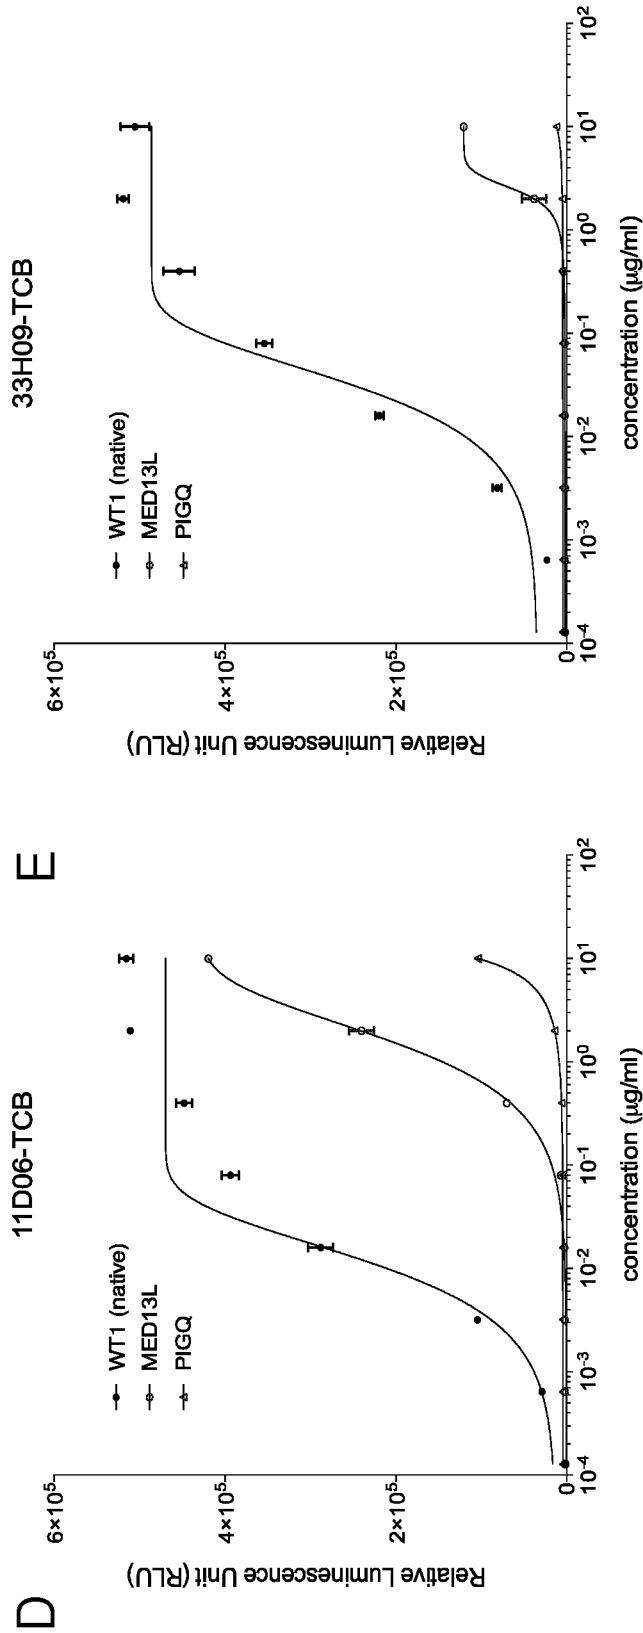 D
11D06-TCB
WT1 (native)
MED13L
PIGQ
Relative Luminescence Unit (RLU)
6×10⁵
4×10⁵
2×10⁵
0
10⁻⁴
10⁻³
10⁻²
10⁻¹
10⁰
10¹
10²
concentration (μg/ml)
E
33H09-TCB
WT1 (native)
MED13L
PIGQ
Relative Luminescence Unit (RLU)
6×10⁵
4×10⁵
2×10⁵
0
10⁻⁴
10⁻³
10⁻²
10⁻¹
10⁰
10¹
10²
concentration (μg/ml)